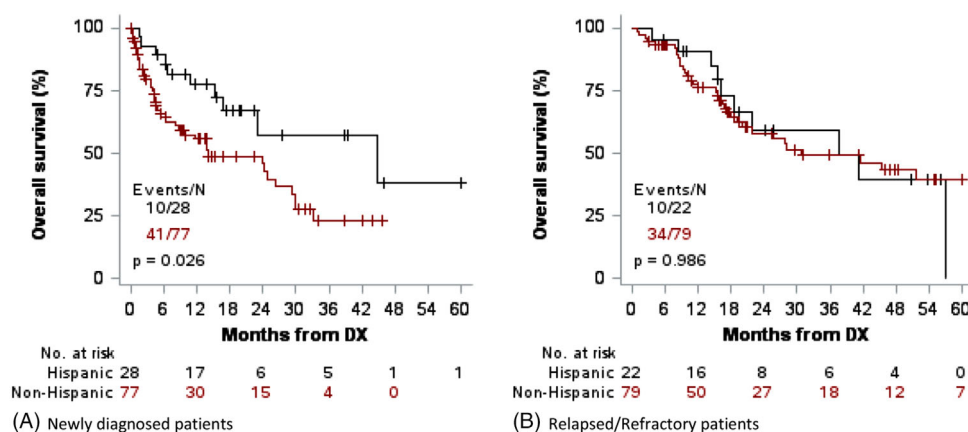 100
75
50
25
0
Overall survival (%)
Events/N
10/28
41/77
p = 0.026
0 6 12 18 24 30 36 42 48 54 60
Months from DX
No. at risk
Hispanic 28 17 6 5 1 1
Non-Hispanic 77 30 15 4 0
(A) Newly diagnosed patients
100
75
50
25
0
Overall survival (%)
Events/N
10/22
34/79
p = 0.986
0 6 12 18 24 30 36 42 48 54 60
Months from DX
No. at risk
Hispanic 22 16 8 6 4 0
Non-Hispanic 79 50 27 18 12 7
(B) Relapsed/Refractory patients